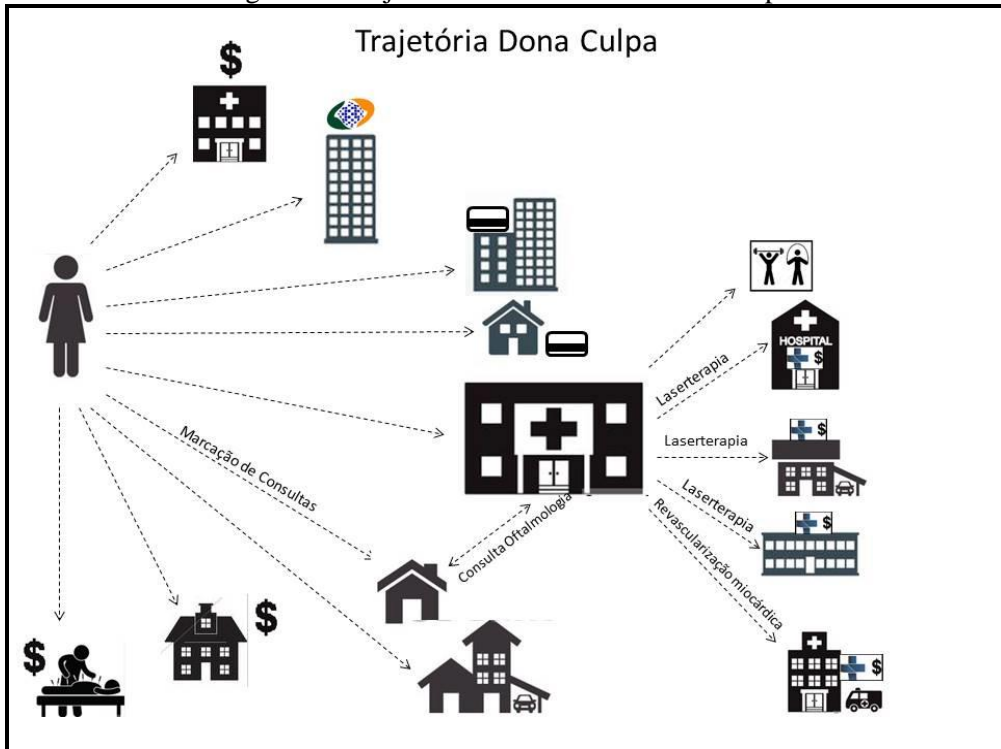 Trajetória Dona Culpa
$
Laserterapia
HOSPITAL
$
Laserterapia
$
Marcação de Consultas
Laserterapia
$
Consulta Oftalmologia
Revascularização miocárdica
$
$
$